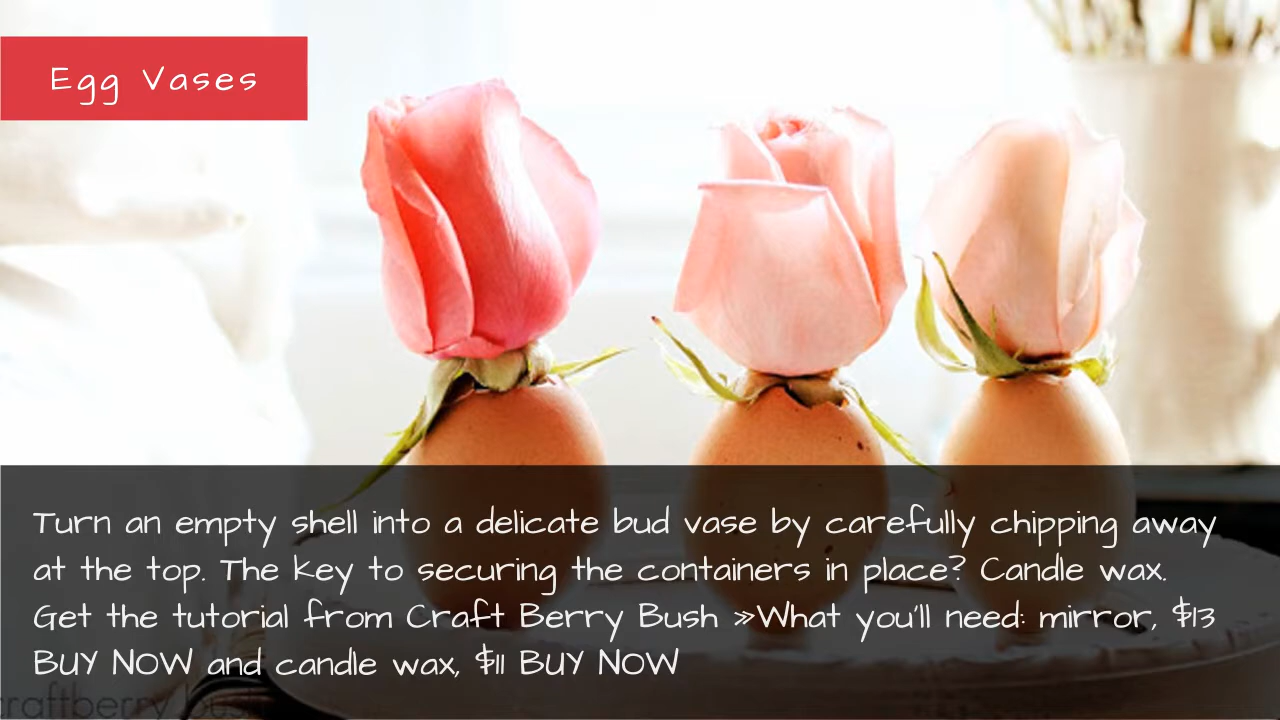 Egg Vases
Turn an empty shell into a delicate bud vase by carefully chipping away
at the top. The key to securing the containers in place? Candle wax.
Get the tutorial from Craft Berry Bush »What you'll need: mirror, $13
BUY NOW and candle wax, $11 BUY NOW
craftberry bush